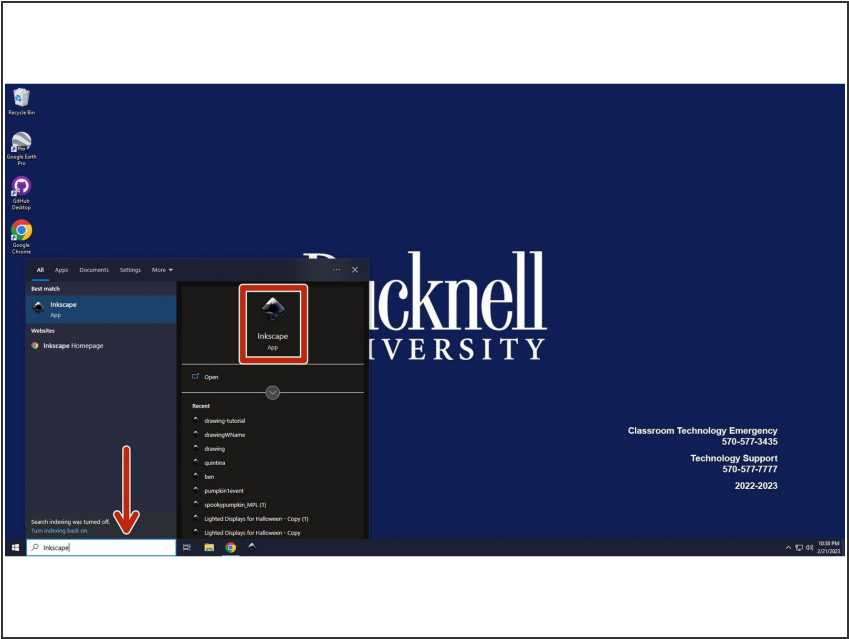 Recycle Bin
Google Earth
Pro
GitHub
Desktop
Google
Chrome
All Apps Documents Settings More
Best match
Inkscape
App
Websites
Inkscape Homepage
Search indexing was turned off.
Turn indexing back on.
Inkscape
Inkscape
App
Open
Recent
drawing-tutorial
drawingWName
drawing
quintina
ben
pumpkin1event
spookypumpkin_MPL (1)
Lighted Displays for Halloween - Copy (1)
Lighted Displays for Halloween - Copy
cknell
IVERSITY
Classroom Technology Emergency
570-577-3435
Technology Support
570-577-7777
2022-2023
10:38 PM
2/21/2023